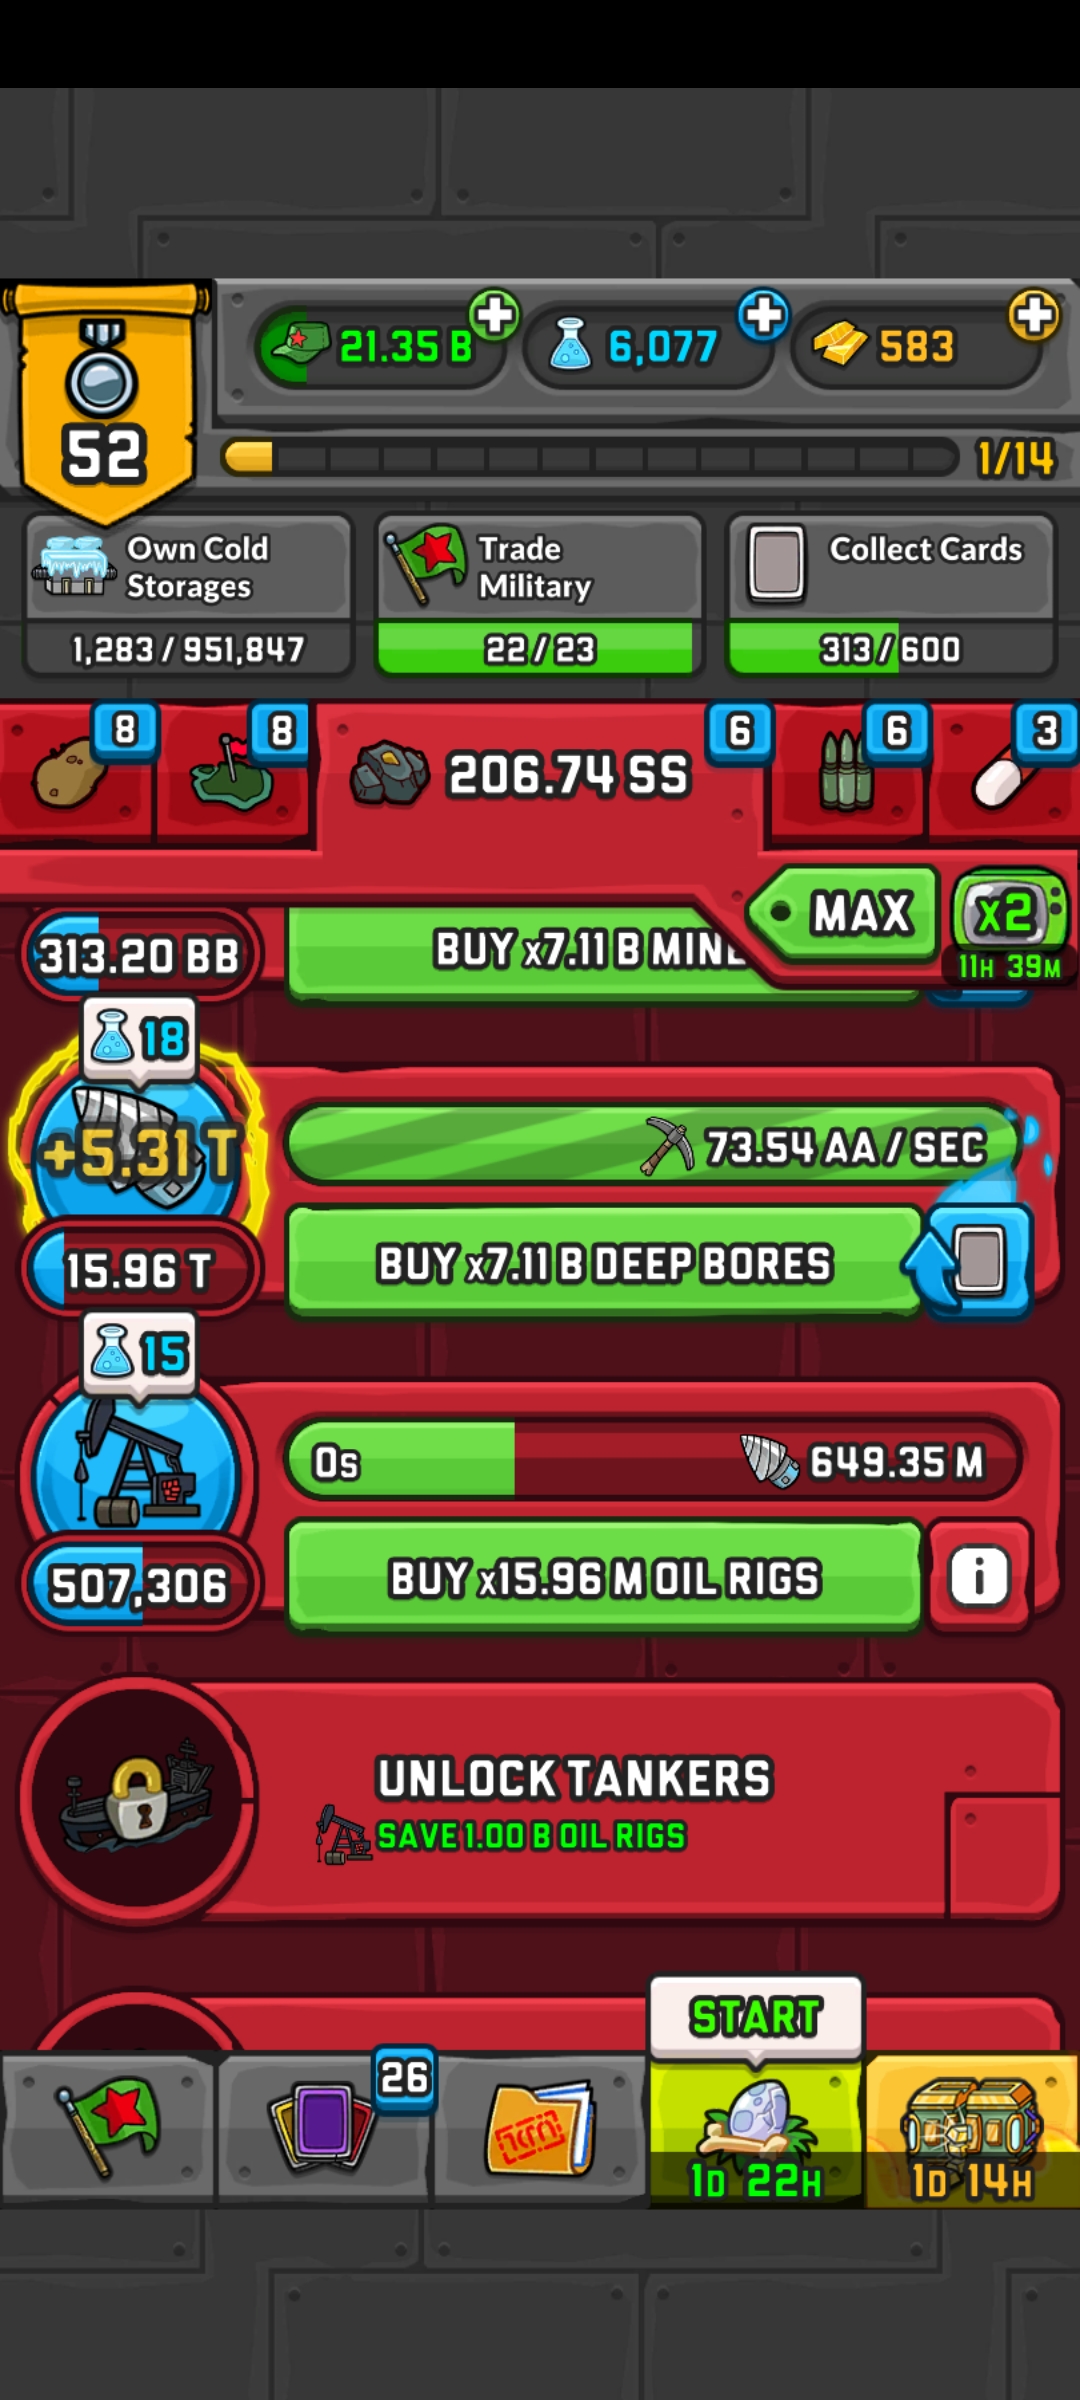 21.35 B
6,077
583
52
1/14
Own Cold
Storages
1,283 / 951,847
Trade
Military
22 / 23
Collect Cards
313 / 600
8
8
206.74 SS
6
6
3
MAX
x2
11H 39M
313.20 BB
BUY x7.11 B MINE
18
+5.31 T
73.54 AA / SEC
15.96 T
BUY x7.11 B DEEP BORES
15
0s
649.35 M
507,306
BUY x15.96 M OIL RIGS
i
UNLOCK TANKERS
SAVE 1.00 B OIL RIGS
START
26
1D 22H
1D 14H